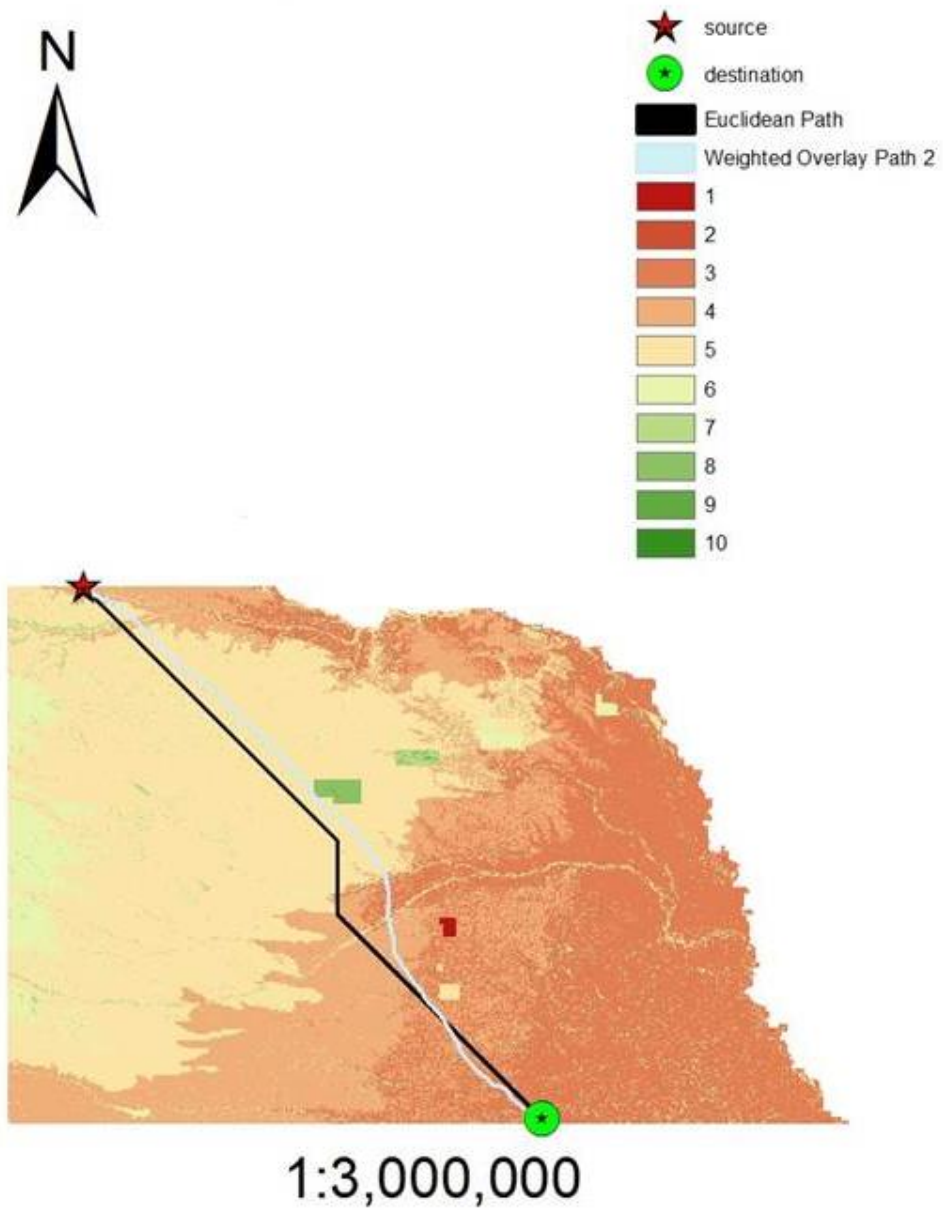 N
source
destination
Euclidean Path
Weighted Overlay Path 2
1
2
3
4
5
6
7
8
9
10
1:3,000,000